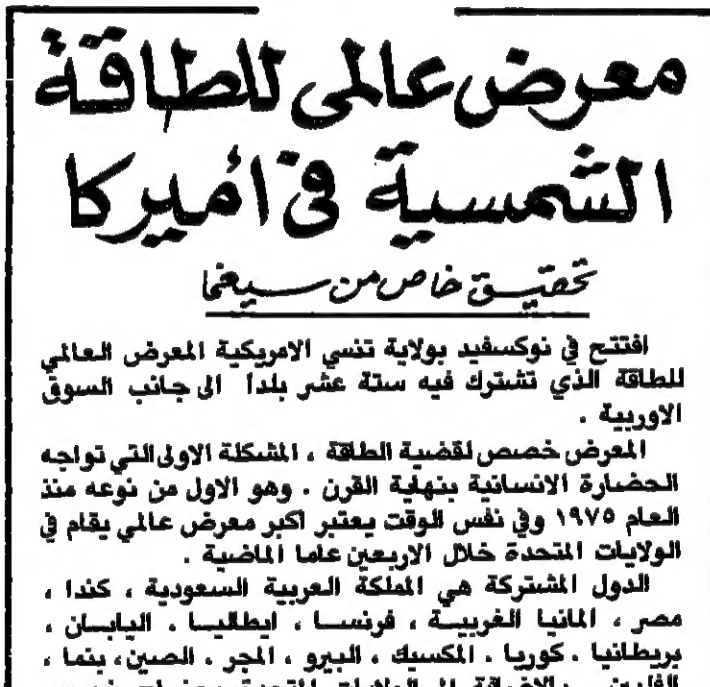 معرض عالمى للطاقة
الشمسية فى أميركا
تحقيق خاص من سيغما
افتتح في نوكسفيد بولاية تنسي الامريكية المعرض العالمي
للطاقة الذي تشترك فيه ستة عشر بلداً الى جانب السوق
الاوربية .
المعرض خصص لقضية الطاقة ، المشكلة الاولى التي تواجه
الحضارة الانسانية بنهاية القرن . وهو الاول من نوعه منذ
العام ١٩٧٥ وفي نفس الوقت يعتبر اكبر معرض عالمي يقام في
الولايات المتحدة خلال الاربعين عاما الماضية .
الدول المشتركة هي المملكة العربية السعودية ، كندا ،
مصر ، المانيا الغربية ، فرنسا ، ايطاليا ، اليابان ،
بريطانيا ، كوريا ، المكسيك ، البيرو ، المجر ، الصين ، بنما ،